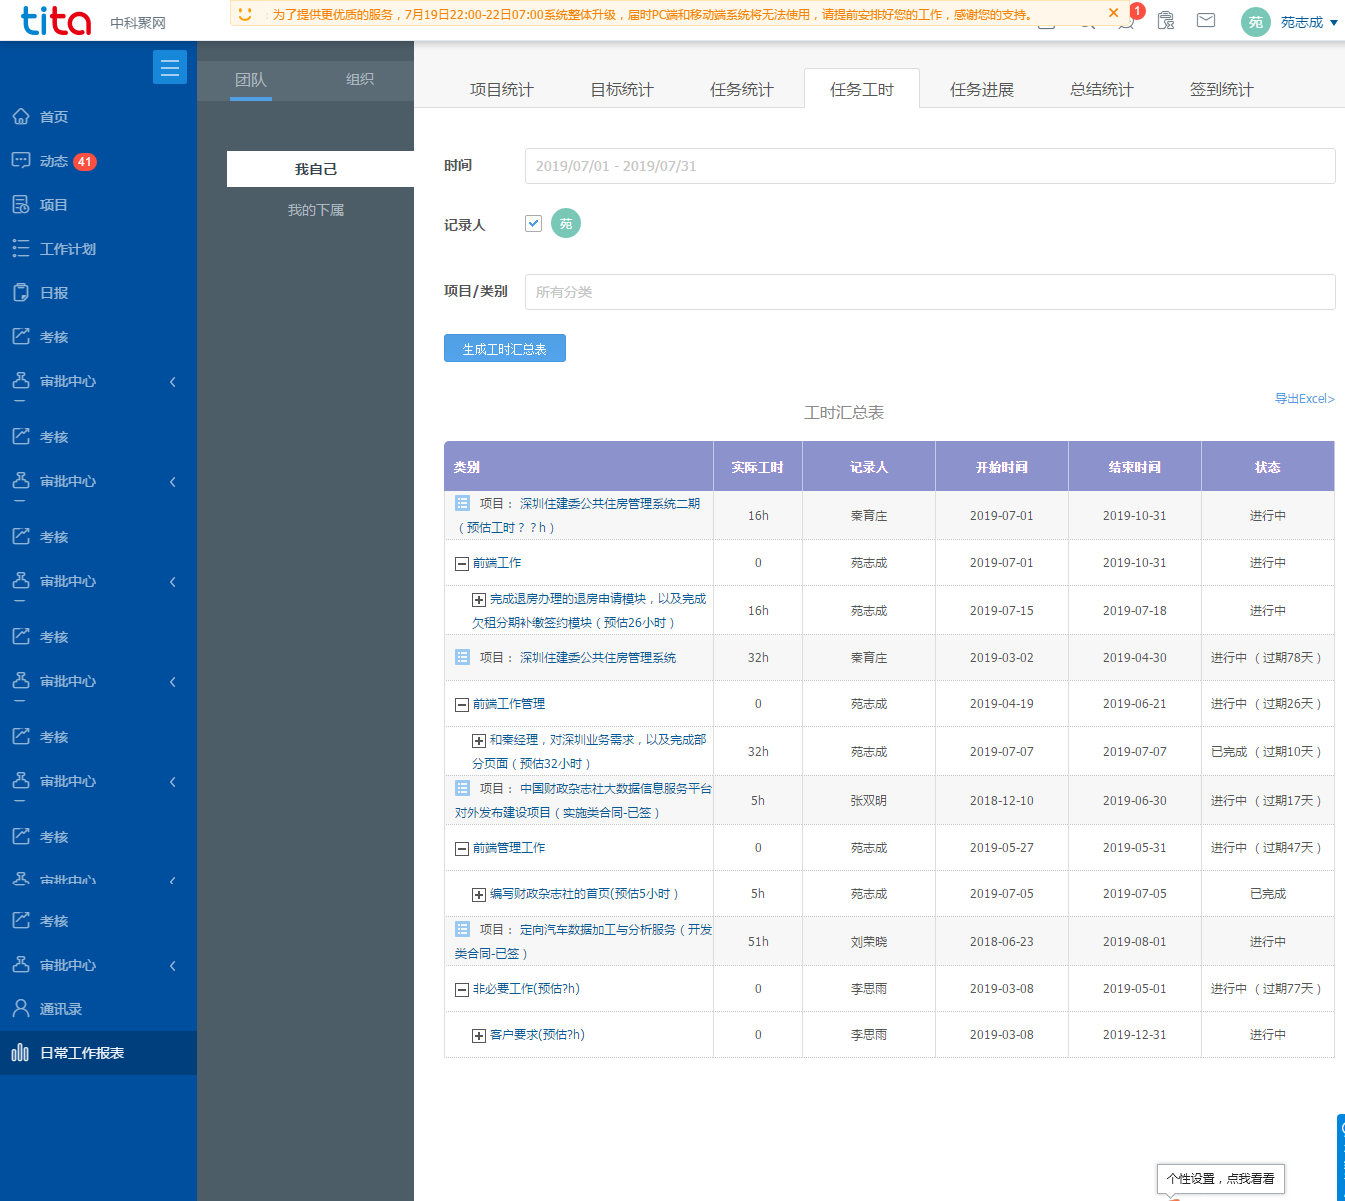 tita 中科聚网
为了提供更优质的服务，7月19日22:00-22日07:00系统整体升级，届时PC端和移动端系统将无法使用，请提前安排好您的工作，感谢您的支持。
1
苑 苑志成
团队 组织
项目统计 目标统计 任务统计 任务工时 任务进展 总结统计 签到统计
首页
动态 41
项目
工作计划
日报
考核
审批中心
考核
审批中心
考核
审批中心
考核
审批中心
考核
审批中心
考核
审批中心
考核
审批中心
通讯录
日常工作报表
我自己
我的下属
时间 2019/07/01 - 2019/07/31
记录人 苑
项目/类别 所有分类
生成工时汇总表
导出Excel>
工时汇总表
类别 实际工时 记录人 开始时间 结束时间 状态
项目： 深圳住建委公共住房管理系统二期
（预估工时？？h） 16h 秦育庄 2019-07-01 2019-10-31 进行中
前端工作 0 苑志成 2019-07-01 2019-10-31 进行中
完成退房办理的退房申请模块，以及完成
欠租分期补缴签约模块（预估26小时） 16h 苑志成 2019-07-15 2019-07-18 进行中
项目： 深圳住建委公共住房管理系统 32h 秦育庄 2019-03-02 2019-04-30 进行中（过期78天）
前端工作管理 0 苑志成 2019-04-19 2019-06-21 进行中（过期26天）
和秦经理，对深圳业务需求，以及完成部
分页面（预估32小时） 32h 苑志成 2019-07-07 2019-07-07 已完成（过期10天）
项目： 中国财政杂志社大数据信息服务平台
对外发布建设项目（实施类合同-已签） 5h 张双明 2018-12-10 2019-06-30 进行中（过期17天）
前端管理工作 0 苑志成 2019-05-27 2019-05-31 进行中（过期47天）
编写财政杂志社的首页(预估5小时） 5h 苑志成 2019-07-05 2019-07-05 已完成
项目： 定向汽车数据加工与分析服务（开发
类合同-已签） 51h 刘荣晓 2018-06-23 2019-08-01 进行中
非必要工作(预估?h) 0 李思雨 2019-03-08 2019-05-01 进行中（过期77天）
客户要求(预估?h) 0 李思雨 2019-03-08 2019-12-31 进行中
个性设置，点我看看